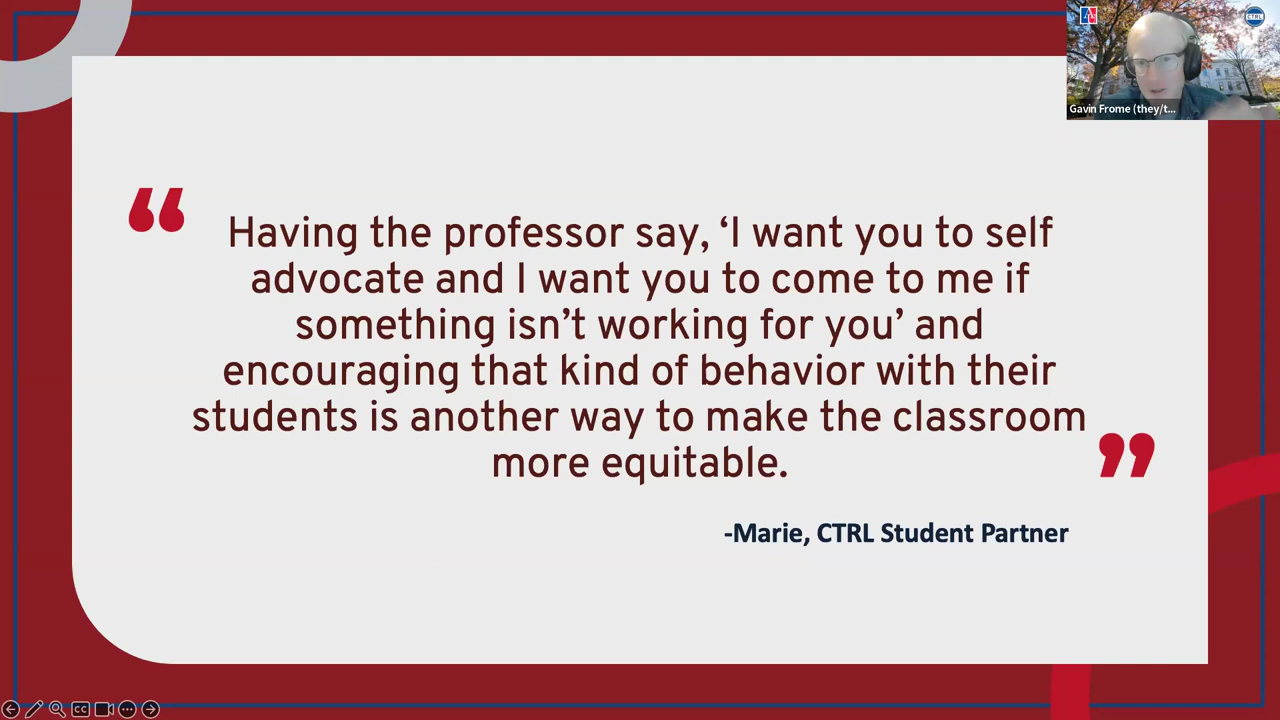 CTRL
Gavin Frome (they/t...
“
Having the professor say, ‘I want you to self
advocate and I want you to come to me if
something isn’t working for you’ and
encouraging that kind of behavior with their
students is another way to make the classroom
more equitable.
”
-Marie, CTRL Student Partner
CC